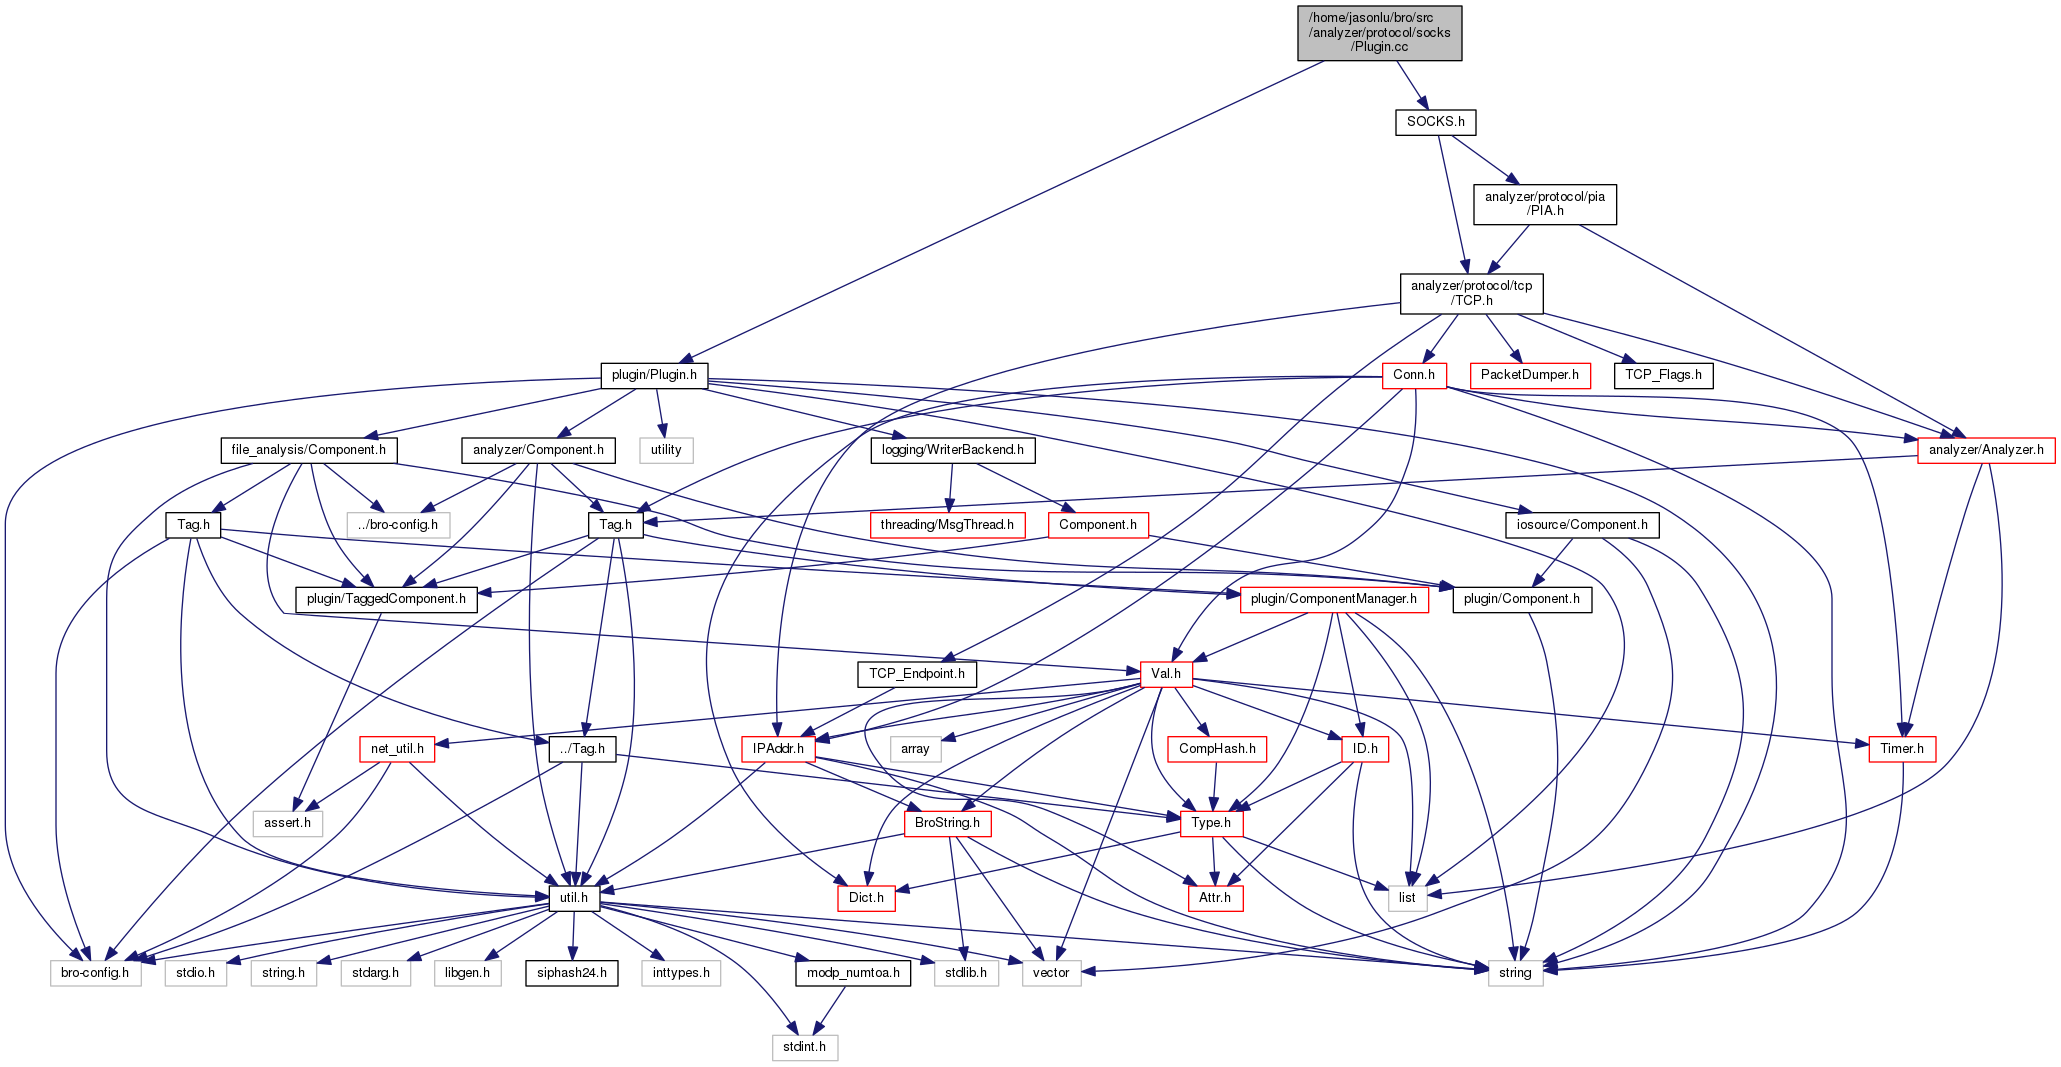 /home/jasonlu/bro/src
/analyzer/protocol/socks
/Plugin.cc
SOCKS.h
analyzer/protocol/pia
/PIA.h
analyzer/protocol/tcp
/TCP.h
plugin/Plugin.h
Conn.h
PacketDumper.h
TCP_Flags.h
file_analysis/Component.h
analyzer/Component.h
utility
logging/WriterBackend.h
analyzer/Analyzer.h
Tag.h
../bro-config.h
Tag.h
threading/MsgThread.h
Component.h
iosource/Component.h
plugin/TaggedComponent.h
plugin/ComponentManager.h
plugin/Component.h
TCP_Endpoint.h
Val.h
net_util.h
../Tag.h
IPAddr.h
array
CompHash.h
ID.h
Timer.h
assert.h
BroString.h
Type.h
util.h
Dict.h
Attr.h
list
bro-config.h
stdio.h
string.h
stdarg.h
libgen.h
siphash24.h
inttypes.h
modp_numtoa.h
stdlib.h
vector
string
stdint.h